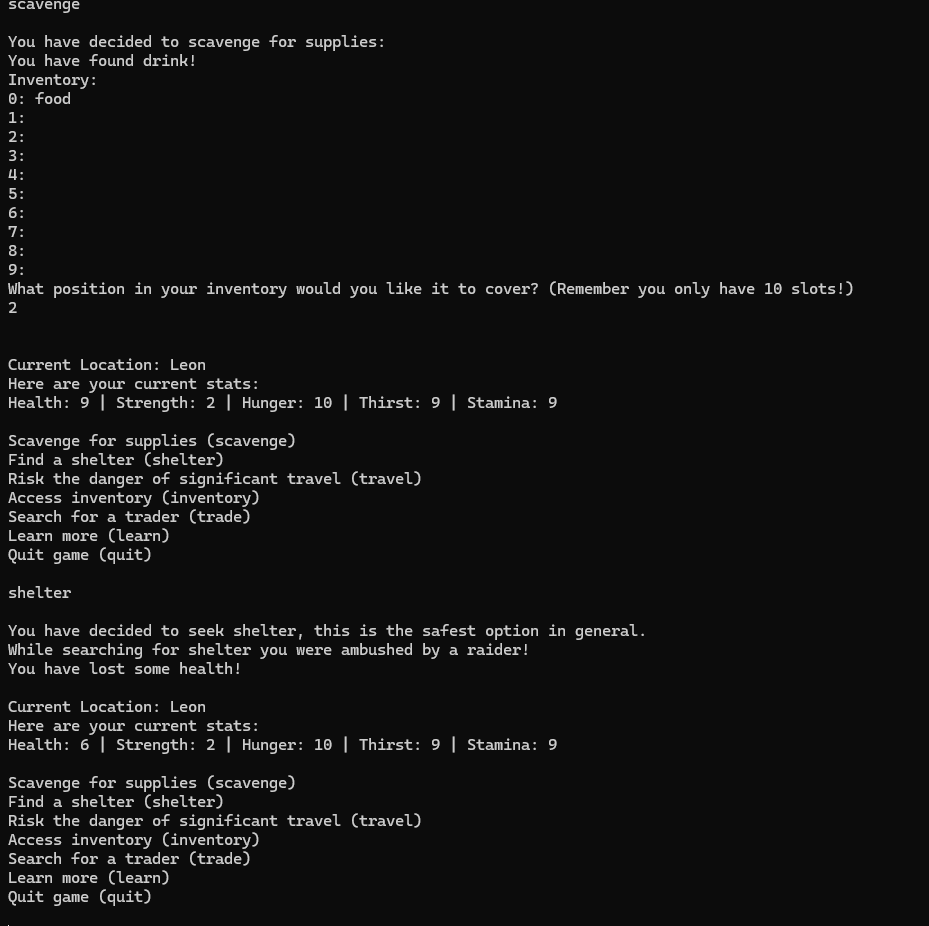 scavenge
You have decided to scavenge for supplies:
You have found drink!
Inventory:
0: food
1:
2:
3:
4:
5:
6:
7:
8:
9:
What position in your inventory would you like it to cover? (Remember you only have 10 slots!)
2
Current Location: Leon
Here are your current stats:
Health: 9 | Strength: 2 | Hunger: 10 | Thirst: 9 | Stamina: 9
Scavenge for supplies (scavenge)
Find a shelter (shelter)
Risk the danger of significant travel (travel)
Access inventory (inventory)
Search for a trader (trade)
Learn more (learn)
Quit game (quit)
shelter
You have decided to seek shelter, this is the safest option in general.
While searching for shelter you were ambushed by a raider!
You have lost some health!
Current Location: Leon
Here are your current stats:
Health: 6 | Strength: 2 | Hunger: 10 | Thirst: 9 | Stamina: 9
Scavenge for supplies (scavenge)
Find a shelter (shelter)
Risk the danger of significant travel (travel)
Access inventory (inventory)
Search for a trader (trade)
Learn more (learn)
Quit game (quit)